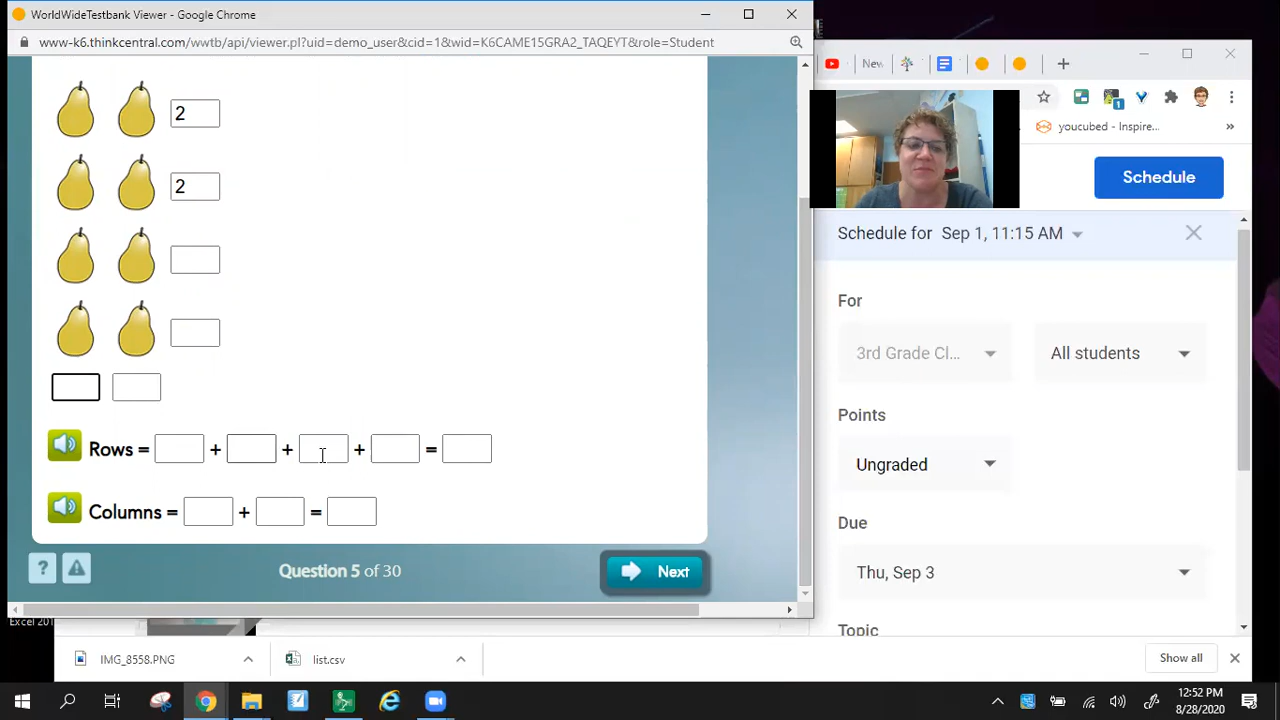 WorldWideTestbank Viewer - Google Chrome
www-k6.thinkcentral.com/wwtb/api/viewer.pl?uid=demo_user&cid=1&wid=K6CAME15GRA2_TAQEYT&role=Student
2
2
Rows = + + + =
Columns = + =
? Question 5 of 30 Next
New
1
youcubed - Inspire... »
Schedule
Schedule for Sep 1, 11:15 AM
For
3rd Grade Cl... All students
Points
Ungraded
Due
Thu, Sep 3
Topic
Excel 201
IMG_8558.PNG list.csv Show all
12:52 PM
8/28/2020